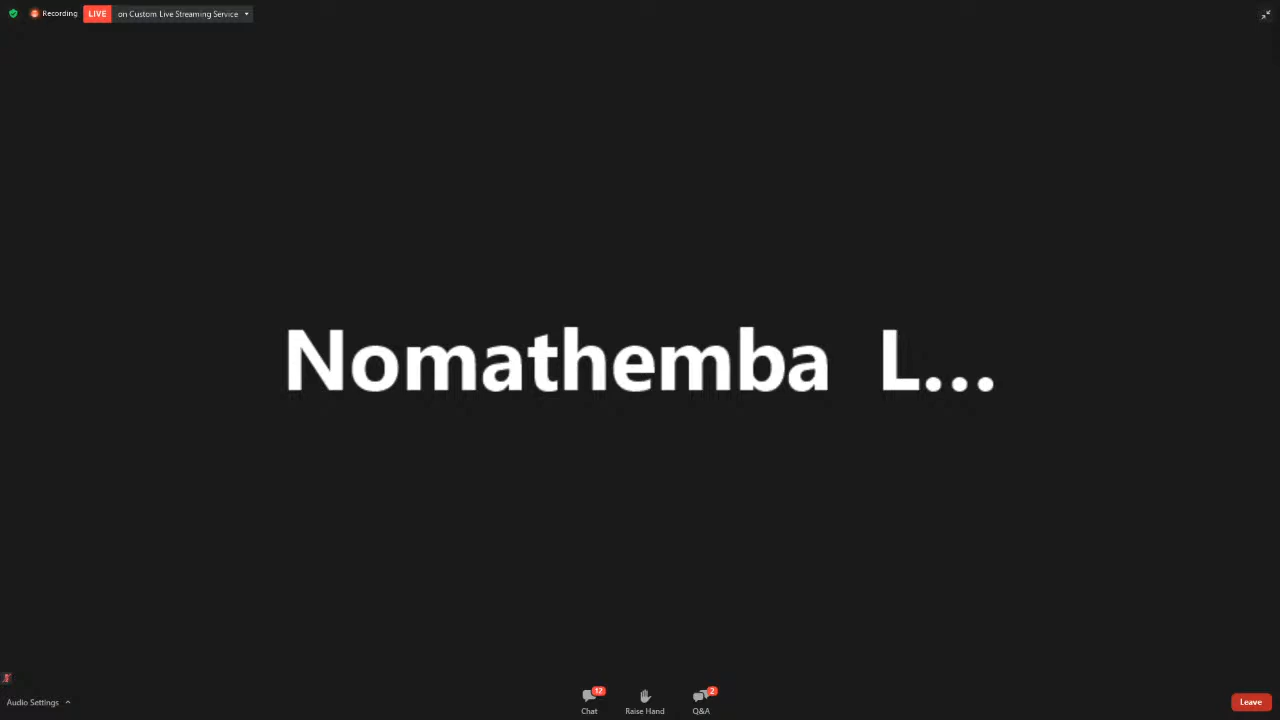 Recording LIVE on Custom Live Streaming Service
Nomathemba L...
12 2
Audio Settings Chat Raise Hand Q&A Leave